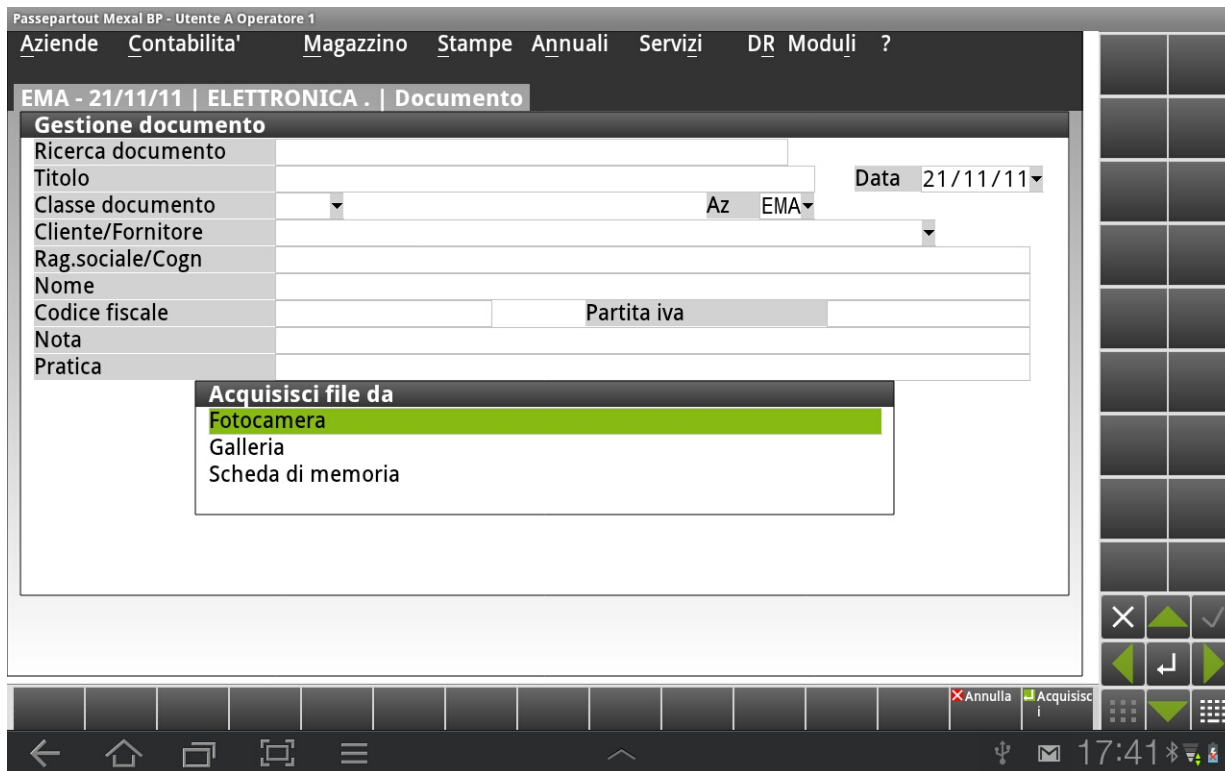 Passepartout Mexal BP - Utente A Operatore 1
Aziende Contabilita' Magazzino Stampe Annuali Servizi DR Moduli ?
EMA - 21/11/11 | ELETTRONICA . | Documento
Gestione documento
Ricerca documento
Titolo Data 21/11/11
Classe documento Az EMA
Cliente/Fornitore
Rag.sociale/Cogn
Nome
Codice fiscale Partita iva
Nota
Pratica
Acquisisci file da
Fotocamera
Galleria
Scheda di memoria
Annulla Acquisisc
i
17:41